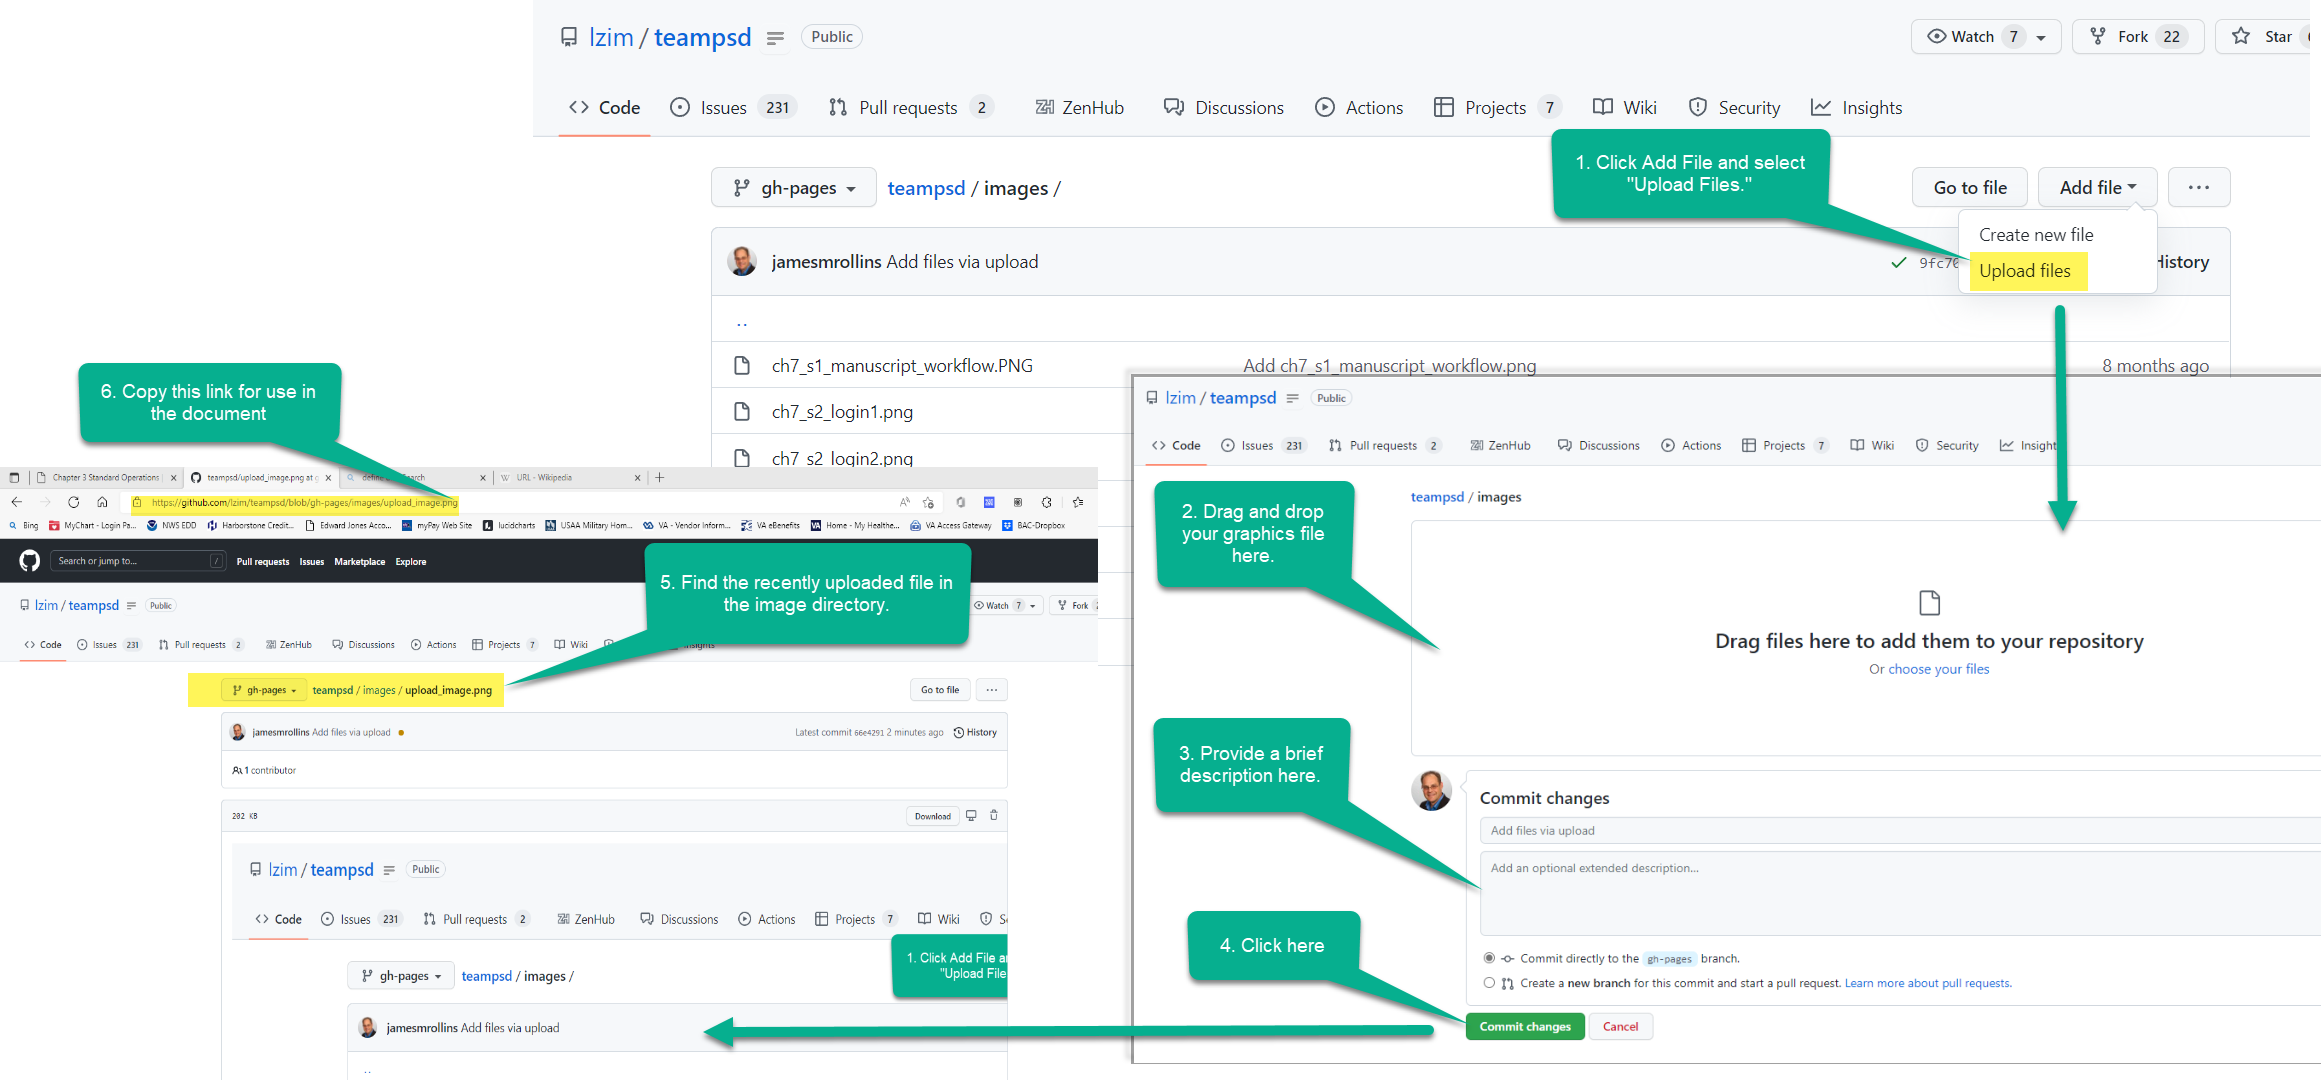 lzim / teampsd Public
Watch 7 Fork 22 Star
Code Issues 231 Pull requests 2 ZenHub Discussions Actions Projects 7 Wiki Security Insights
1. Click Add File and select
"Upload Files."
gh-pages teampsd / images /
Go to file Add file ...
Create new file
Upload files
jamesmrollins Add files via upload
9fc70 History
..
ch7_s1_manuscript_workflow.PNG Add ch7_s1_manuscript_workflow.png 8 months ago
ch7_s2_login1.png
ch7_s2_login2.png
6. Copy this link for use in
the document
Chapter 3 Standard Operations teampsd/upload_image.png at g URL - Wikipedia
https://github.com/lzim/teampsd/blob/gh-pages/images/upload_image.png
Bing MyChart - Login Pa... NWS EDD Harborstone Credit... Edward Jones Acco... myPay Web Site lucidcharts USAA Military Hom... VA - Vendor Inform... VA eBenefits Home - My Healthe... VA Access Gateway BAC-Dropbox
Search or jump to... / Pull requests Issues Marketplace Explore
5. Find the recently uploaded file in
the image directory.
lzim / teampsd Public
Watch 7 Fork
Code Issues 231 Pull requests 2 ZenHub Discussions Actions Projects 7 Wiki Insights
gh-pages teampsd / images / upload_image.png
Go to file ...
jamesmrollins Add files via upload
Latest commit 66e4291 2 minutes ago History
1 contributor
202 KB
Download
lzim / teampsd Public
Code Issues 231 Pull requests 2 ZenHub Discussions Actions Projects 7 Wiki S
1. Click Add File a
"Upload File
gh-pages teampsd / images /
jamesmrollins Add files via upload
..
lzim / teampsd Public
Code Issues 231 Pull requests 2 ZenHub Discussions Actions Projects 7 Wiki Security Insight
teampsd / images
2. Drag and drop
your graphics file
here.
Drag files here to add them to your repository
Or choose your files
3. Provide a brief
description here.
Commit changes
Add files via upload
Add an optional extended description...
4. Click here
Commit directly to the gh-pages branch.
Create a new branch for this commit and start a pull request. Learn more about pull requests.
Commit changes Cancel